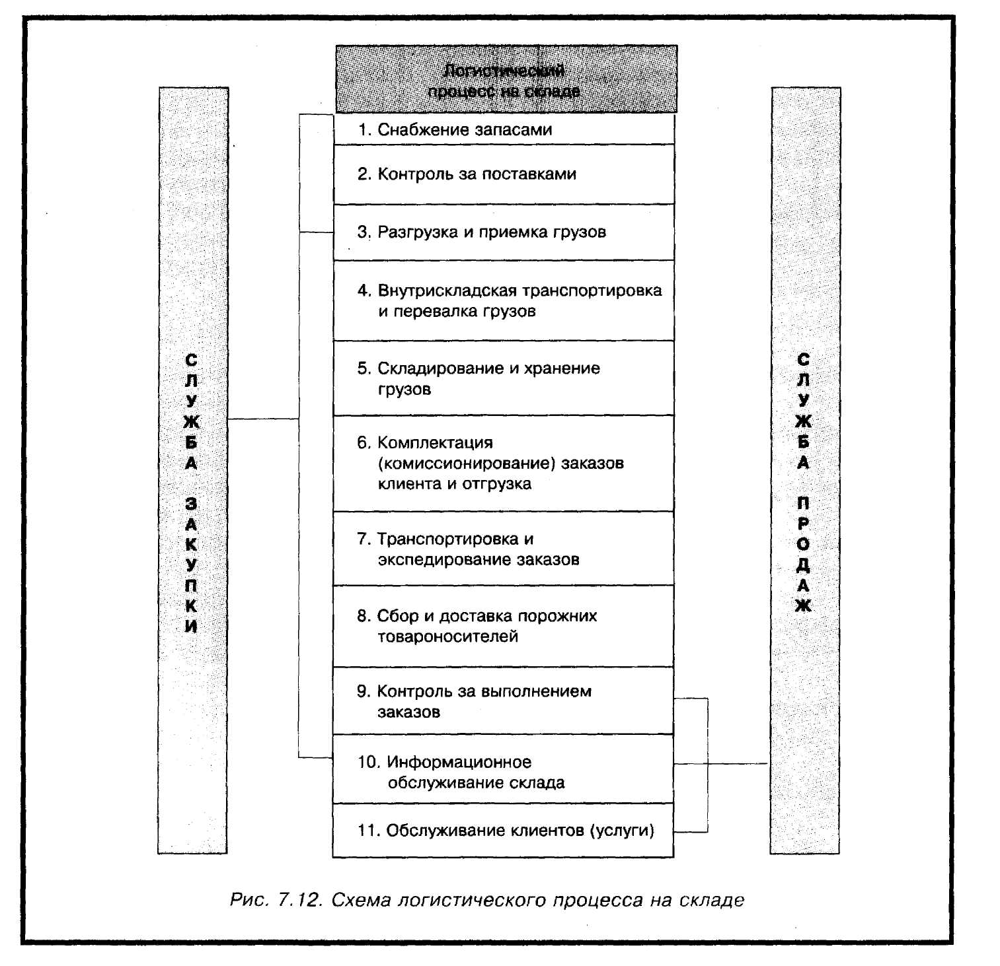 Логистический
процесс на складе
1. Снабжение запасами
2. Контроль за поставками
3. Разгрузка и приемка грузов
4. Внутрискладская транспортировка
и перевалка грузов
5. Складирование и хранение
грузов
6. Комплектация
(комиссионирование) заказов
клиента и отгрузка
7. Транспортировка и
экспедирование заказов
8. Сбор и доставка порожних
товароносителей
9. Контроль за выполнением
заказов
10. Информационное
обслуживание склада
11. Обслуживание клиентов (услуги)
СЛУЖБА ЗАКУПКИ
СЛУЖБА ПРОДАЖ
Рис. 7.12. Схема логистического процесса на складе